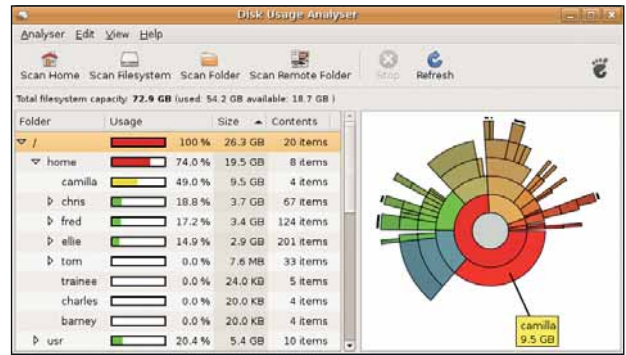 Disk Usage Analyser
Analyser Edit View Help
Scan Home Scan Filesystem Scan Folder Scan Remote Folder Stop Refresh
Total filesystem capacity: 72.9 GB (used: 54.2 GB available: 18.7 GB )
Folder Usage Size Contents
/ 100 % 26.3 GB 20 items
home 74.0 % 19.5 GB 8 items
camilla 49.0 % 9.5 GB 4 items
chris 18.8 % 3.7 GB 67 items
fred 17.2 % 3.4 GB 124 items
ellie 14.9 % 2.9 GB 201 items
tom 0.0 % 7.6 MB 33 items
trainee 0.0 % 24.0 KB 5 items
charles 0.0 % 20.0 KB 4 items
barney 0.0 % 20.0 KB 4 items
usr 20.4 % 5.4 GB 10 items
camilla
9.5 GB